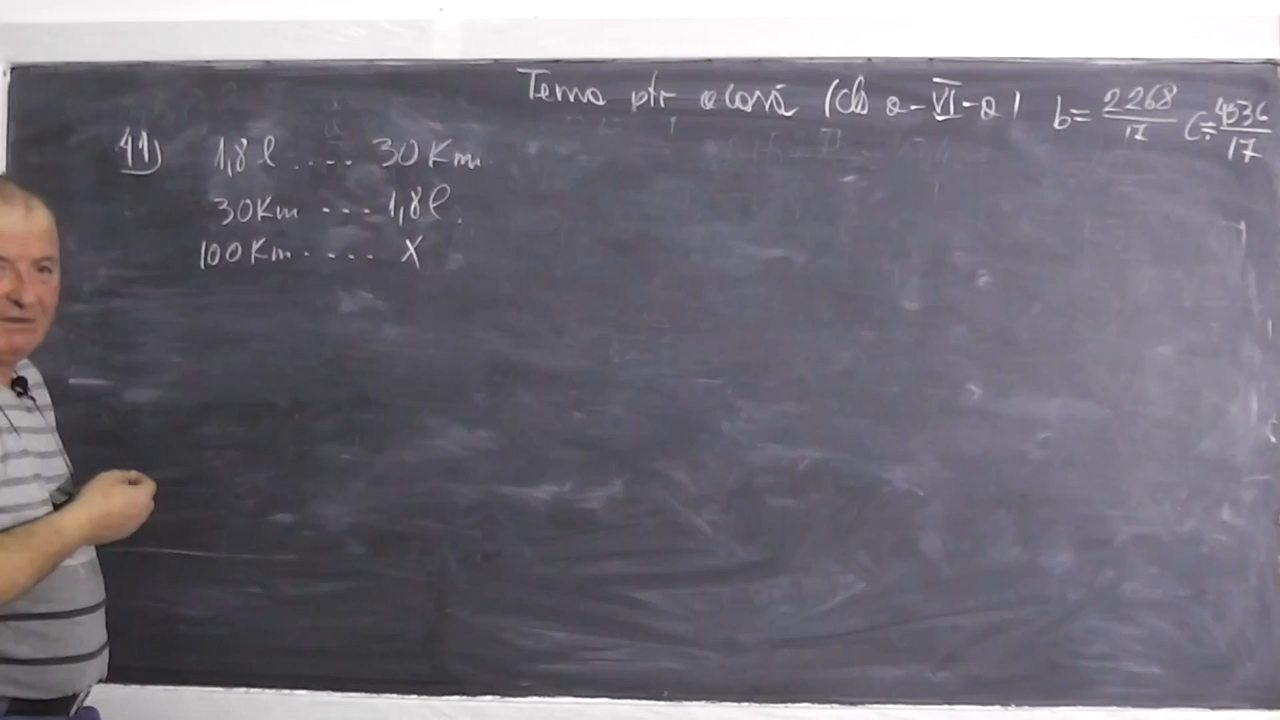 Tema ptr acasă (cls a-VI-a) b= 2268/17 C= 4536/17
41) 1,8 l .... 30 Km.
30 Km ... 1,8 l.
100 Km .... X